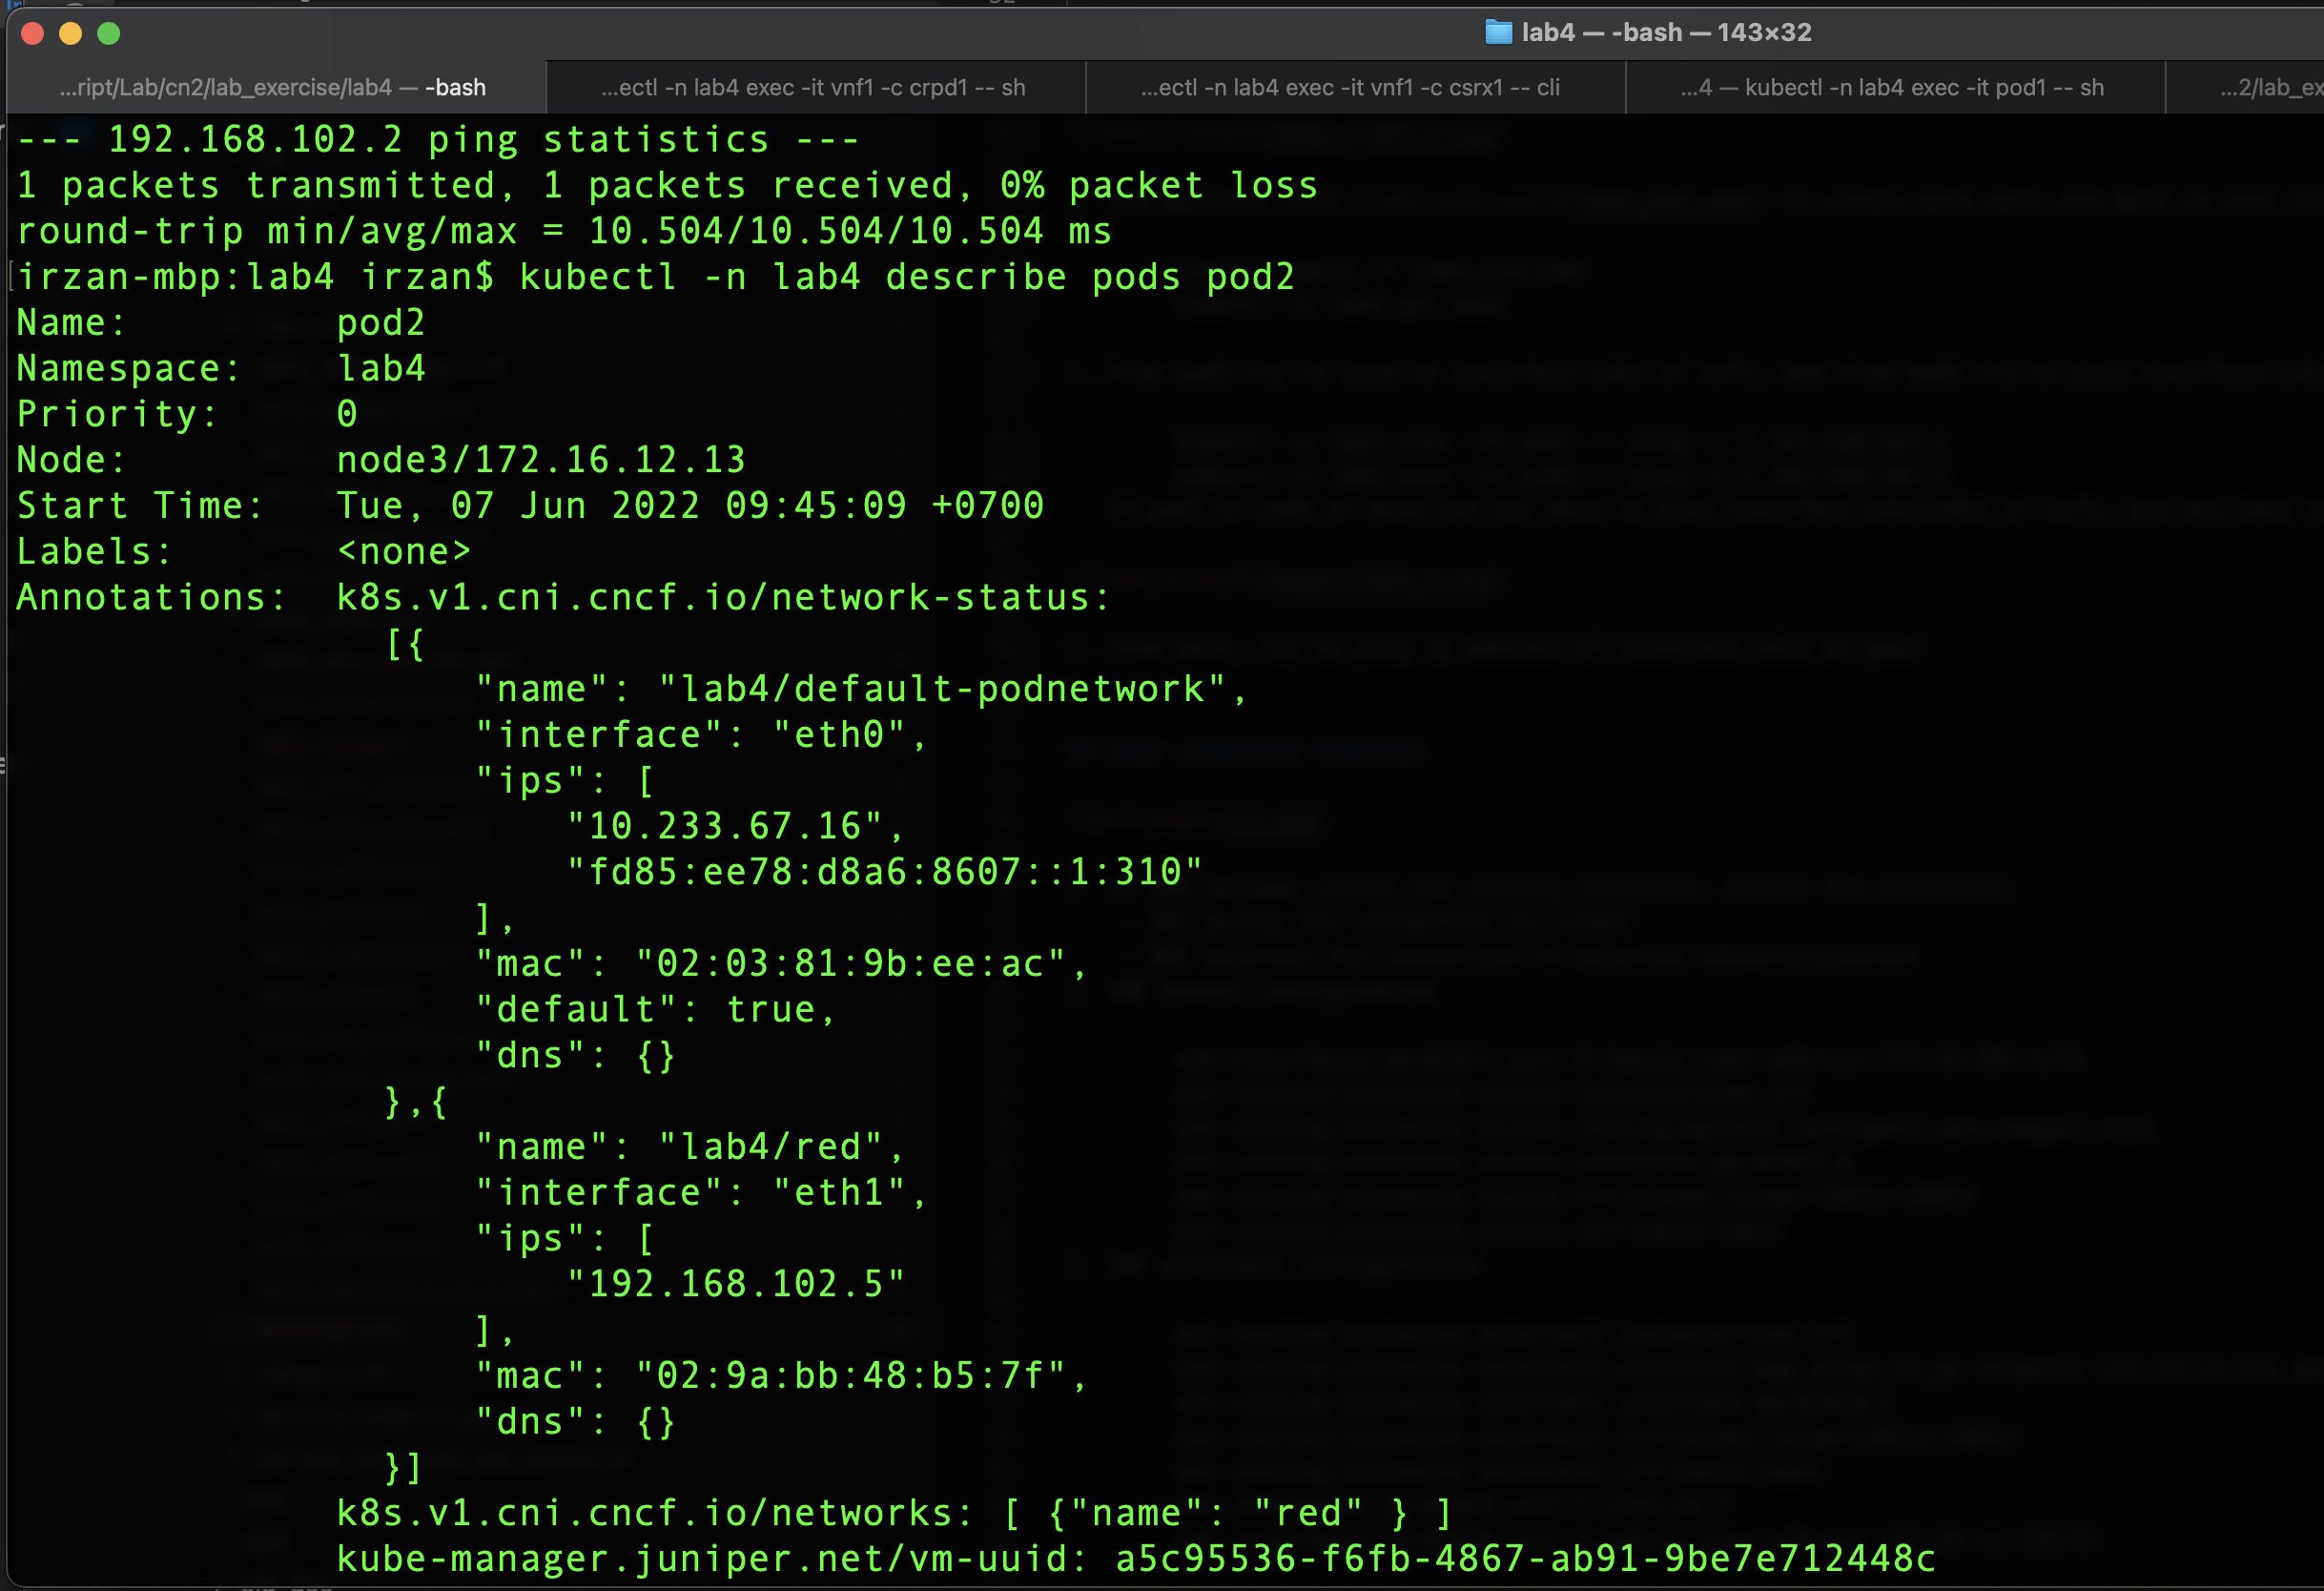 lab4 — -bash — 143×32
...ript/Lab/cn2/lab_exercise/lab4 — -bash
...ectl -n lab4 exec -it vnf1 -c crpd1 -- sh
...ectl -n lab4 exec -it vnf1 -c csrx1 -- cli
...4 — kubectl -n lab4 exec -it pod1 -- sh
...2/lab_ex
--- 192.168.102.2 ping statistics ---
1 packets transmitted, 1 packets received, 0% packet loss
round-trip min/avg/max = 10.504/10.504/10.504 ms
[irzan-mbp:lab4 irzan$ kubectl -n lab4 describe pods pod2
Name:         pod2
Namespace:    lab4
Priority:     0
Node:         node3/172.16.12.13
Start Time:   Tue, 07 Jun 2022 09:45:09 +0700
Labels:       <none>
Annotations:  k8s.v1.cni.cncf.io/network-status:
                [{
                    "name": "lab4/default-podnetwork",
                    "interface": "eth0",
                    "ips": [
                        "10.233.67.16",
                        "fd85:ee78:d8a6:8607::1:310"
                    ],
                    "mac": "02:03:81:9b:ee:ac",
                    "default": true,
                    "dns": {}
                },{
                    "name": "lab4/red",
                    "interface": "eth1",
                    "ips": [
                        "192.168.102.5"
                    ],
                    "mac": "02:9a:bb:48:b5:7f",
                    "dns": {}
                }]
              k8s.v1.cni.cncf.io/networks: [ {"name": "red" } ]
              kube-manager.juniper.net/vm-uuid: a5c95536-f6fb-4867-ab91-9be7e712448c